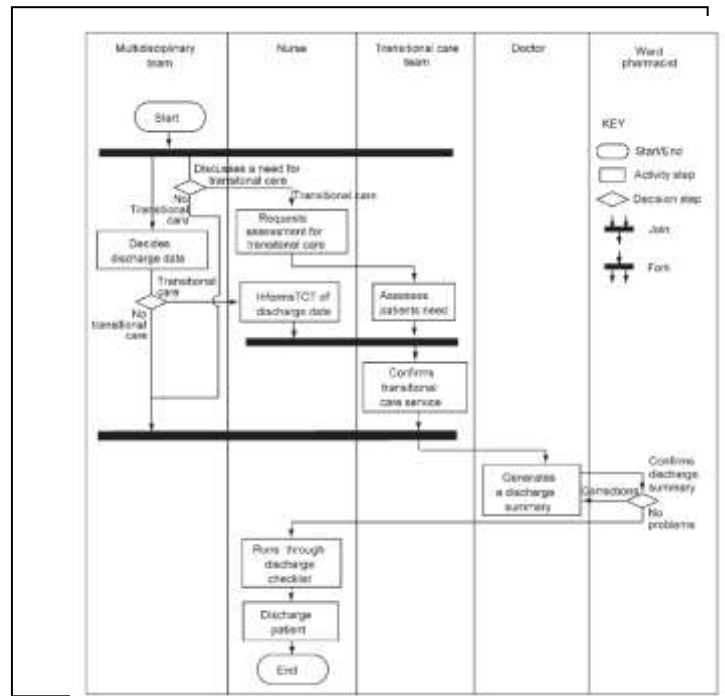 Multidisciplinary
team
Nurse
Transitional care
team
Doctor
Ward
pharmacist
Start
KEY
Start/End
Activity step
Decision step
Join
Fork
Discusses a need for
transitional care
No
Transitional
care
Transitional care
Requests
assessment for
transitional care
Decides
discharge date
Transitional
care
No
transitional
care
Informs TCT of
discharge date
Assesses
patients need
Confirms
transitional
care service
Generates
a discharge
summary
Confirms
discharge
summary
Corrections
No
problems
Runs through
discharge
checklist
Discharge
patient
End